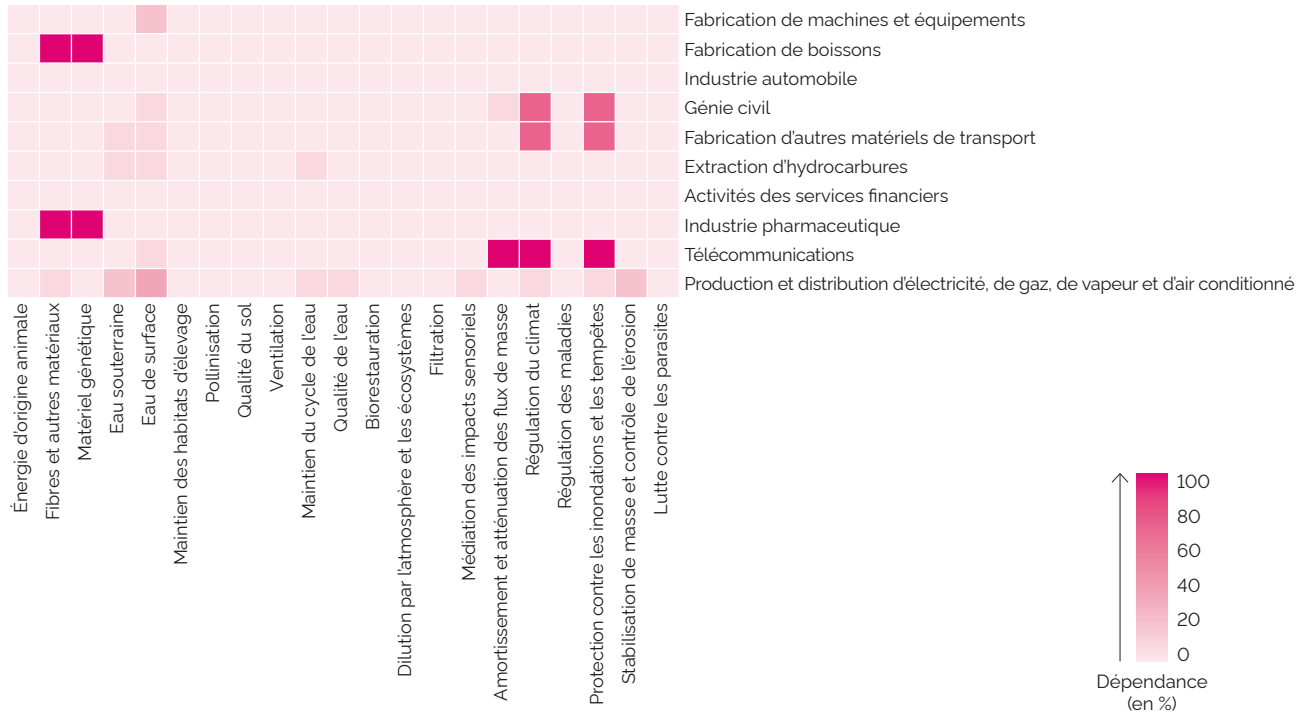 Fabrication de machines et équipements
Fabrication de boissons
Industrie automobile
Génie civil
Fabrication d'autres matériels de transport
Extraction d'hydrocarbures
Activités des services financiers
Industrie pharmaceutique
Télécommunications
Production et distribution d'électricité, de gaz, de vapeur et d'air conditionné
Énergie d'origine animale
Fibres et autres matériaux
Matériel génétique
Eau souterraine
Eau de surface
Maintien des habitats d'élevage
Pollinisation
Qualité du sol
Ventilation
Maintien du cycle de l'eau
Qualité de l'eau
Biorestauration
Dilution par l'atmosphère et les écosystèmes
Filtration
Médiation des impacts sensoriels
Amortissement et atténuation des flux de masse
Régulation du climat
Régulation des maladies
Protection contre les inondations et les tempêtes
Stabilisation de masse et contrôle de l'érosion
Lutte contre les parasites
100
80
60
40
20
0
Dépendance
(en %)